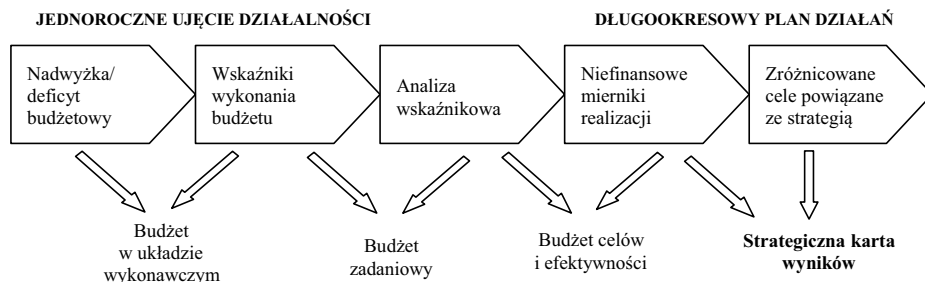 JEDNOROCZNE UJĘCIE DZIAŁALNOŚCI
DŁUGOOKRESOWY PLAN DZIAŁAŃ
Nadwyżka/
deficyt
budżetowy
Wskaźniki
wykonania
budżetu
Analiza
wskaźnikowa
Niefinansowe
mierniki
realizacji
Zróżnicowane
cele powiązane
ze strategią
Budżet
w układzie
wykonawczym
Budżet
zadaniowy
Budżet celów
i efektywności
Strategiczna karta
wyników